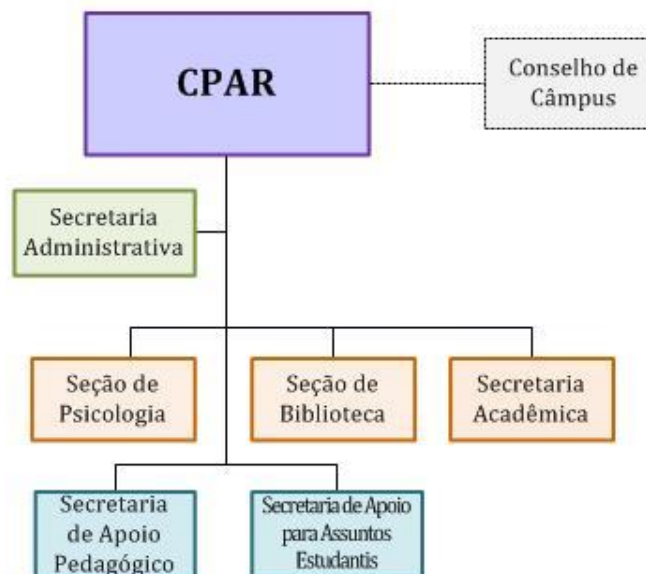 CPAR
Conselho de
Câmpus
Secretaria
Administrativa
Seção de
Psicologia
Seção de
Biblioteca
Secretaria
Acadêmica
Secretaria
de Apoio
Pedagógico
Secretaria de Apoio
para Assuntos
Estudantis